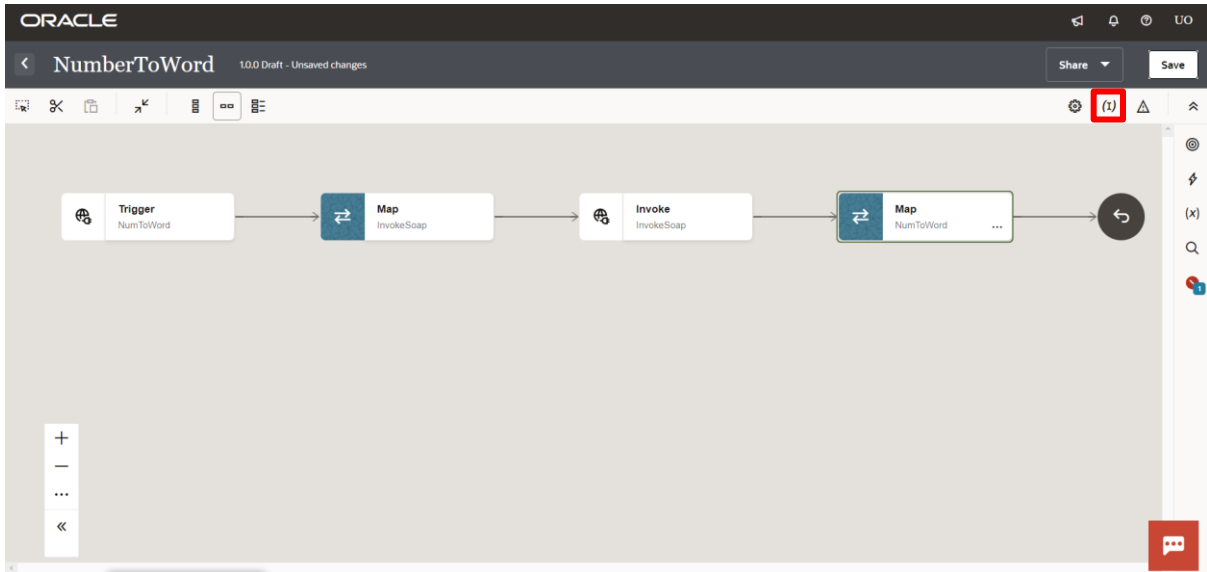 ORACLE
UO
NumberToWord 1.0.0 Draft - Unsaved changes
Share
Save
(I)
(x)
Trigger
NumToWord
Map
InvokeSoap
Invoke
InvokeSoap
Map
NumToWord
...
1